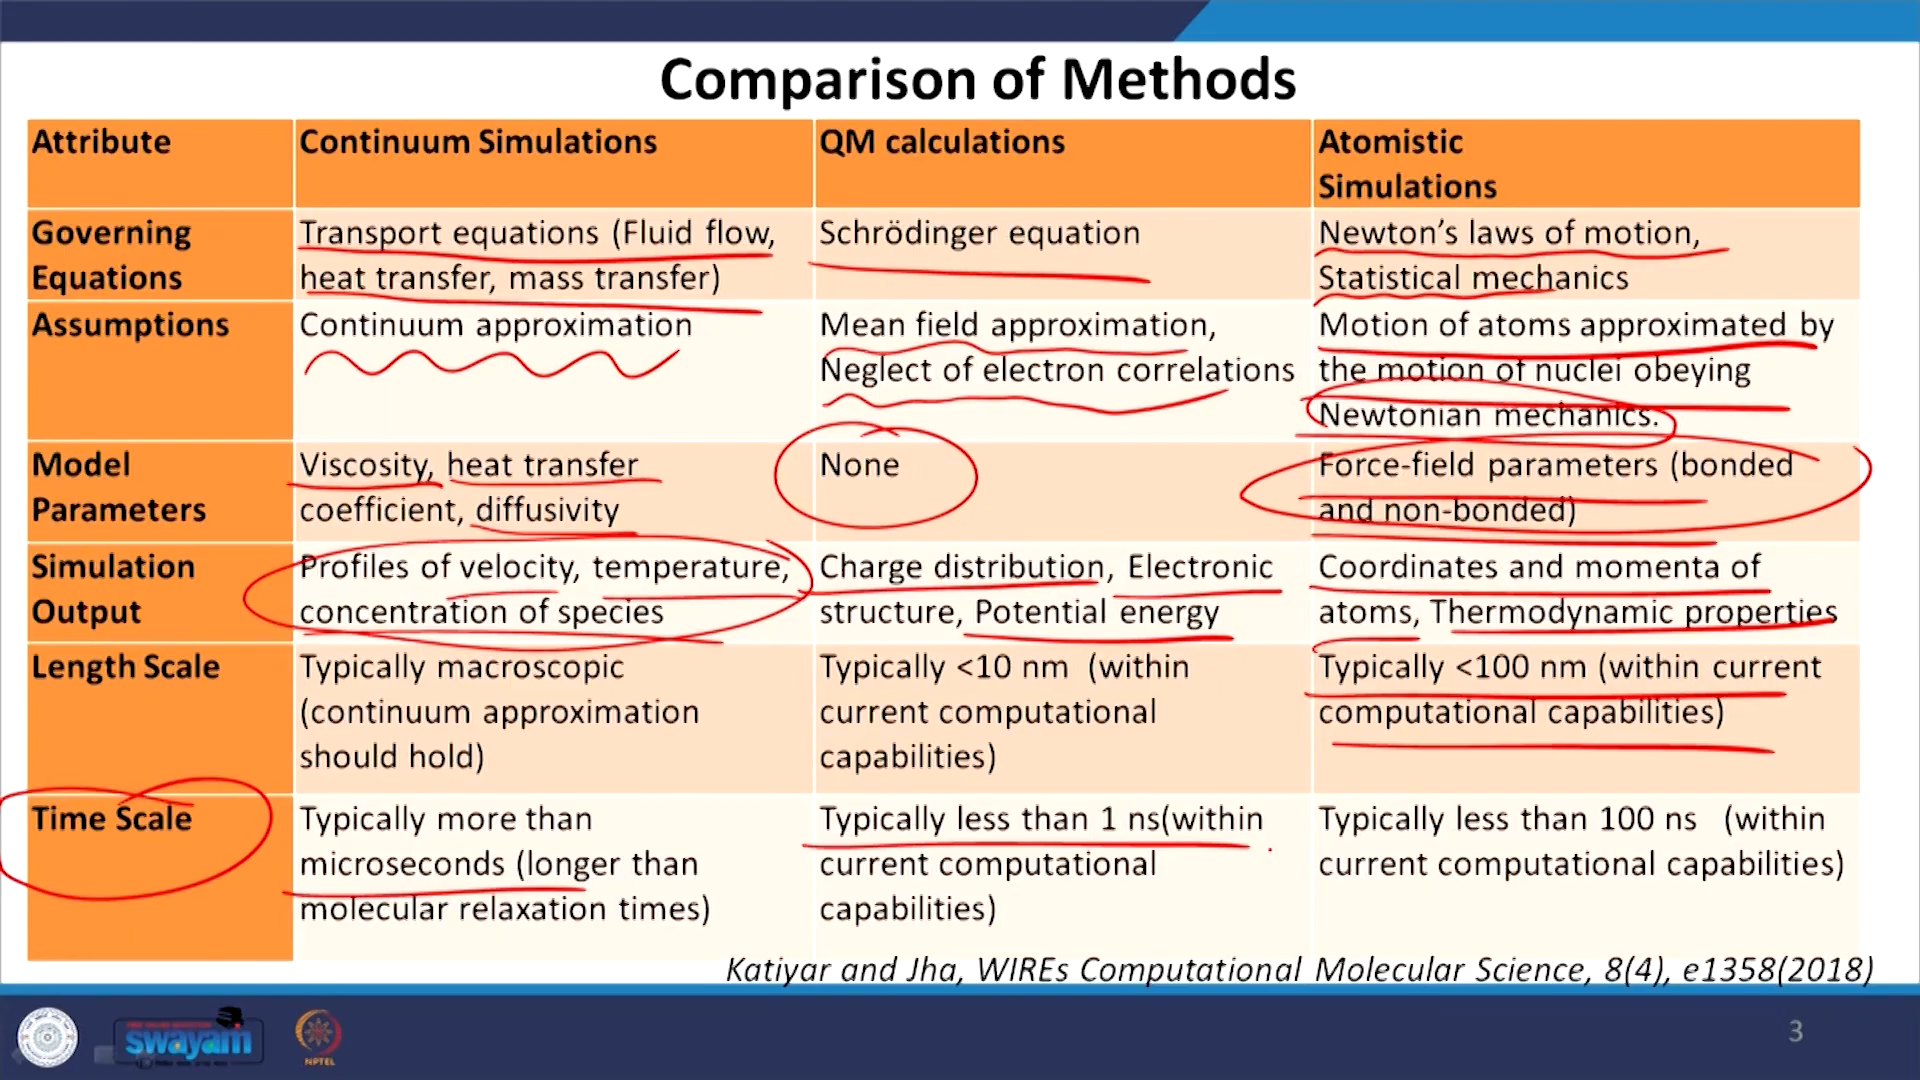 Comparison of Methods
Attribute
Continuum Simulations
QM calculations
Atomistic
Simulations
Governing
Equations
Transport equations (Fluid flow,
heat transfer, mass transfer)
Schrödinger equation
Newton’s laws of motion,
Statistical mechanics
Assumptions
Continuum approximation
Mean field approximation,
Neglect of electron correlations
Motion of atoms approximated by
the motion of nuclei obeying
Newtonian mechanics.
Model
Parameters
Viscosity, heat transfer
coefficient, diffusivity
None
Force-field parameters (bonded
and non-bonded)
Simulation
Output
Profiles of velocity, temperature,
concentration of species
Charge distribution, Electronic
structure, Potential energy
Coordinates and momenta of
atoms, Thermodynamic properties
Length Scale
Typically macroscopic
(continuum approximation
should hold)
Typically <10 nm (within
current computational
capabilities)
Typically <100 nm (within current
computational capabilities)
Time Scale
Typically more than
microseconds (longer than
molecular relaxation times)
Typically less than 1 ns(within
current computational
capabilities)
Typically less than 100 ns (within
current computational capabilities)
Katiyar and Jha, WIREs Computational Molecular Science, 8(4), e1358(2018)
swayam
NPTEL
3